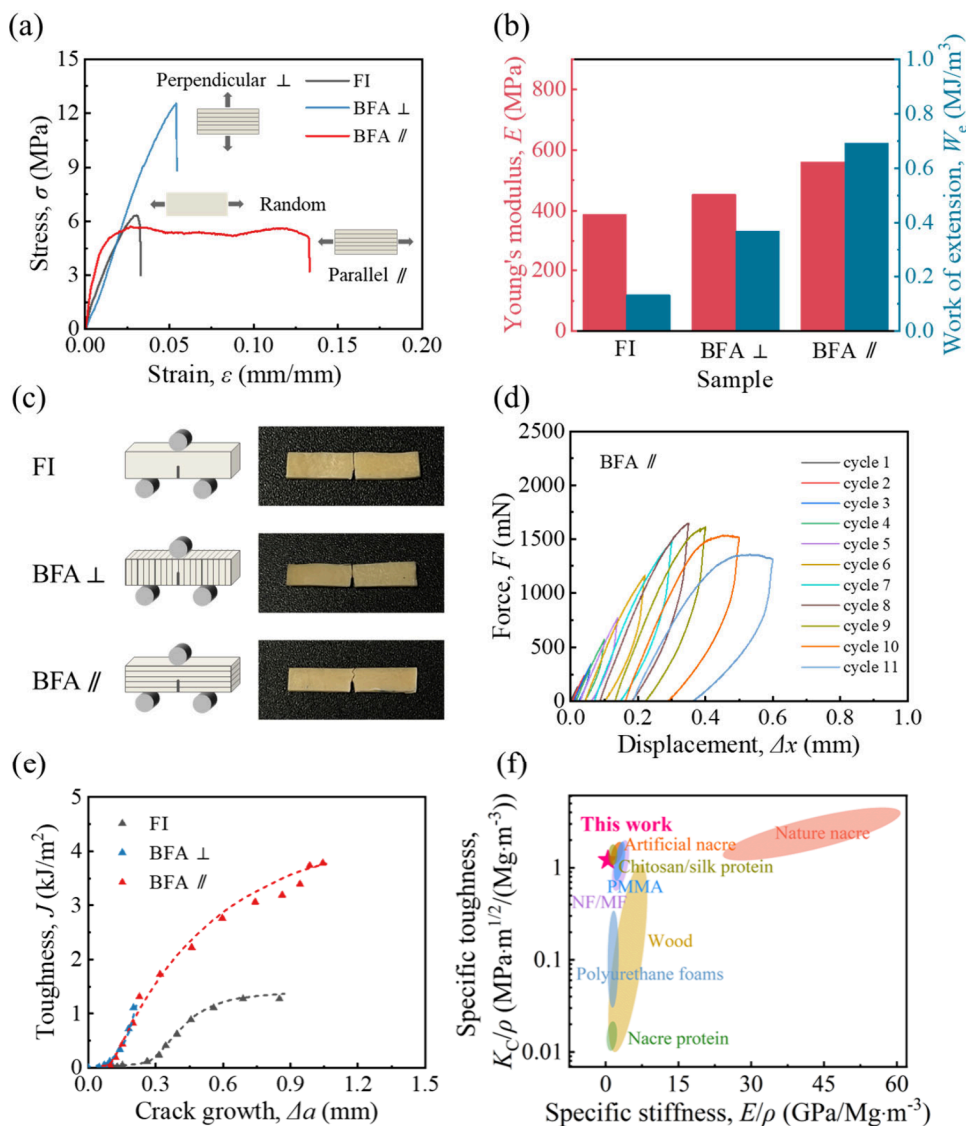 (a)
15
12
9
6
3
0
Stress, σ (MPa)
Perpendicular ⊥
FI
BFA ⊥
BFA //
Random
Parallel //
0.00 0.05 0.10 0.15 0.20
Strain, ε (mm/mm)
(b)
800
600
400
200
0
Young's modulus, E (MPa)
1.0
0.8
0.6
0.4
0.2
0.0
Work of extension, We (MJ/m³)
FI BFA ⊥ BFA //
Sample
(c)
FI
BFA ⊥
BFA //
(d)
2500
2000
1500
1000
500
0
Force, F (mN)
BFA //
cycle 1
cycle 2
cycle 3
cycle 4
cycle 5
cycle 6
cycle 7
cycle 8
cycle 9
cycle 10
cycle 11
0.0 0.2 0.4 0.6 0.8 1.0
Displacement, Δx (mm)
(e)
5
4
3
2
1
0
Toughness, J (kJ/m²)
FI
BFA ⊥
BFA //
0.0 0.3 0.6 0.9 1.2 1.5
Crack growth, Δa (mm)
(f)
Specific toughness,
KC/ρ (MPa·m¹ᐟ²/(Mg·m⁻³))
1
0.1
0.01
This work
Nature nacre
Artificial nacre
Chitosan/silk protein
PMMA
NF/MF
Wood
Polyurethane foams
Nacre protein
0 15 30 45 60
Specific stiffness, E/ρ (GPa/Mg·m⁻³)